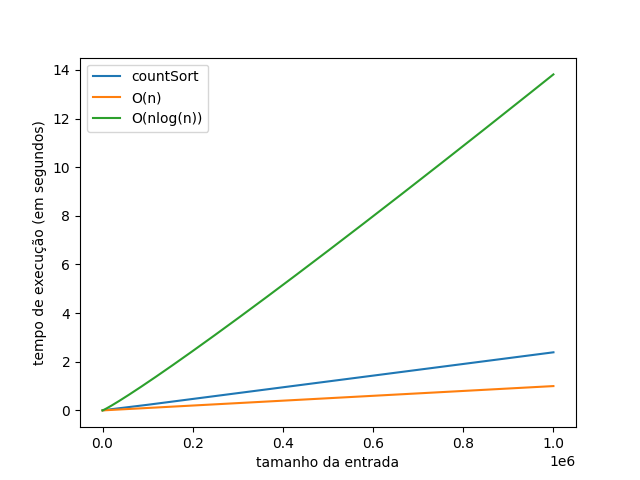 14
12
10
8
6
4
2
0
tempo de execução (em segundos)
countSort
O(n)
O(nlog(n))
0.0 0.2 0.4 0.6 0.8 1.0
1e6
tamanho da entrada